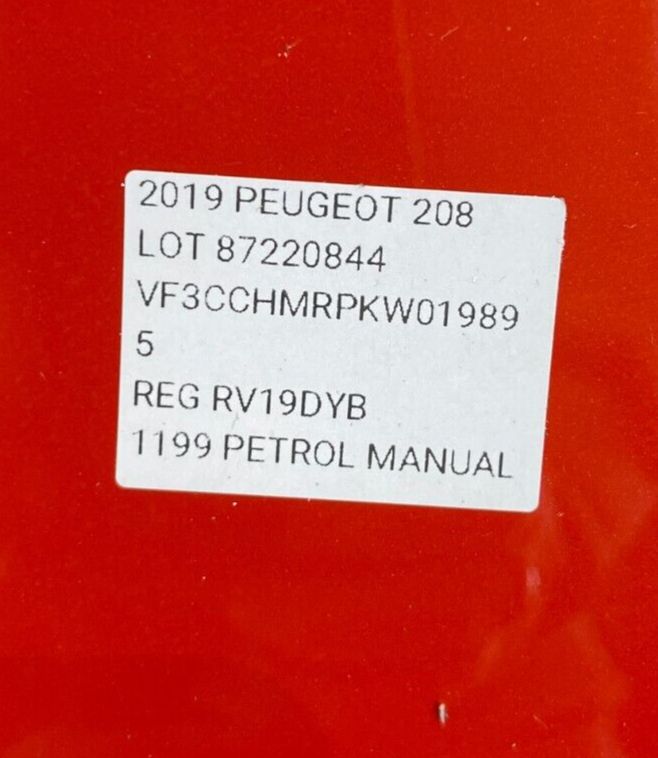 2019 PEUGEOT 208
LOT 87220844
VF3CCHMRPKW01989
5
REG RV19DYB
1199 PETROL MANUAL